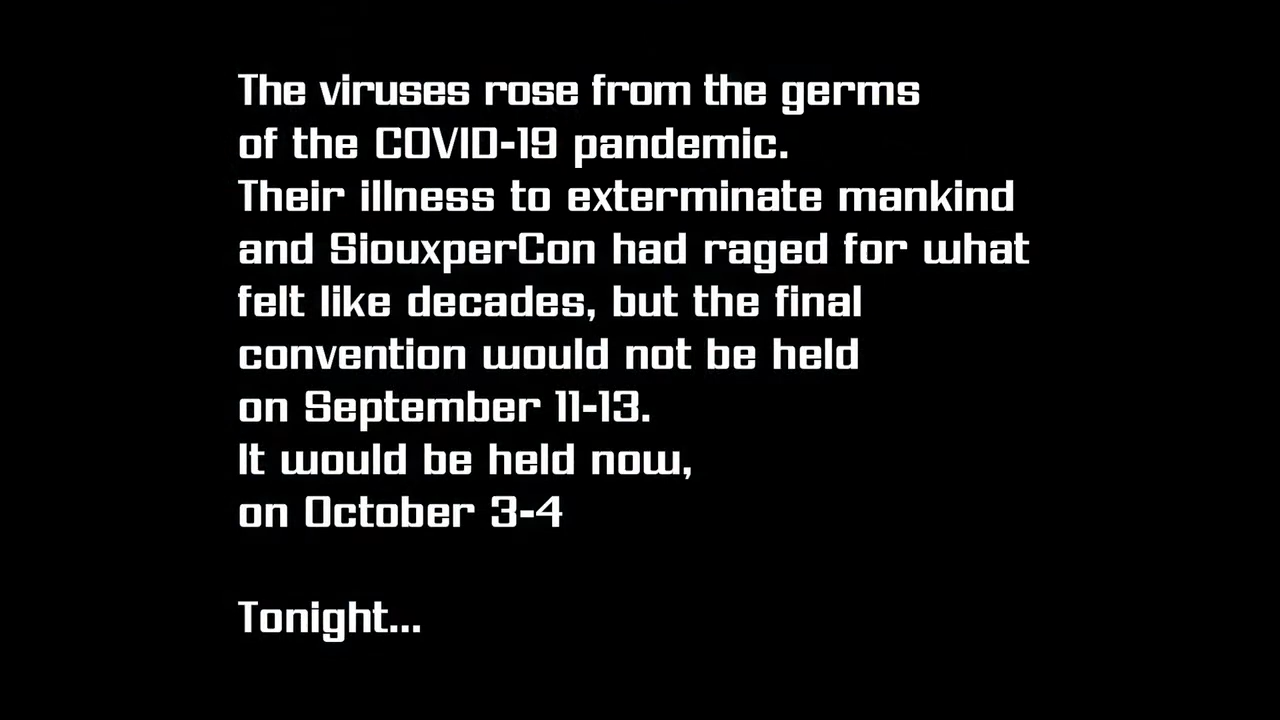 The viruses rose from the germs
of the COVID-19 pandemic.
Their illness to exterminate mankind
and SiouxperCon had raged for what
felt like decades, but the final
convention would not be held
on September 11-13.
It would be held now,
on October 3-4
Tonight...